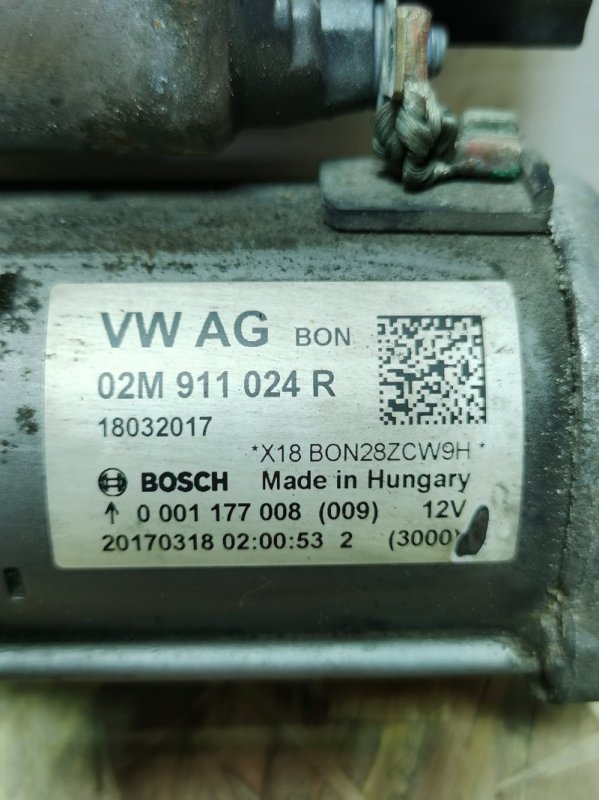 VW AG BON
02M 911 024 R
18032017
*X18 BON28ZCW9H*
BOSCH Made in Hungary
↑ 0 001 177 008 (009) 12V
20170318 02:00:53 2 (3000